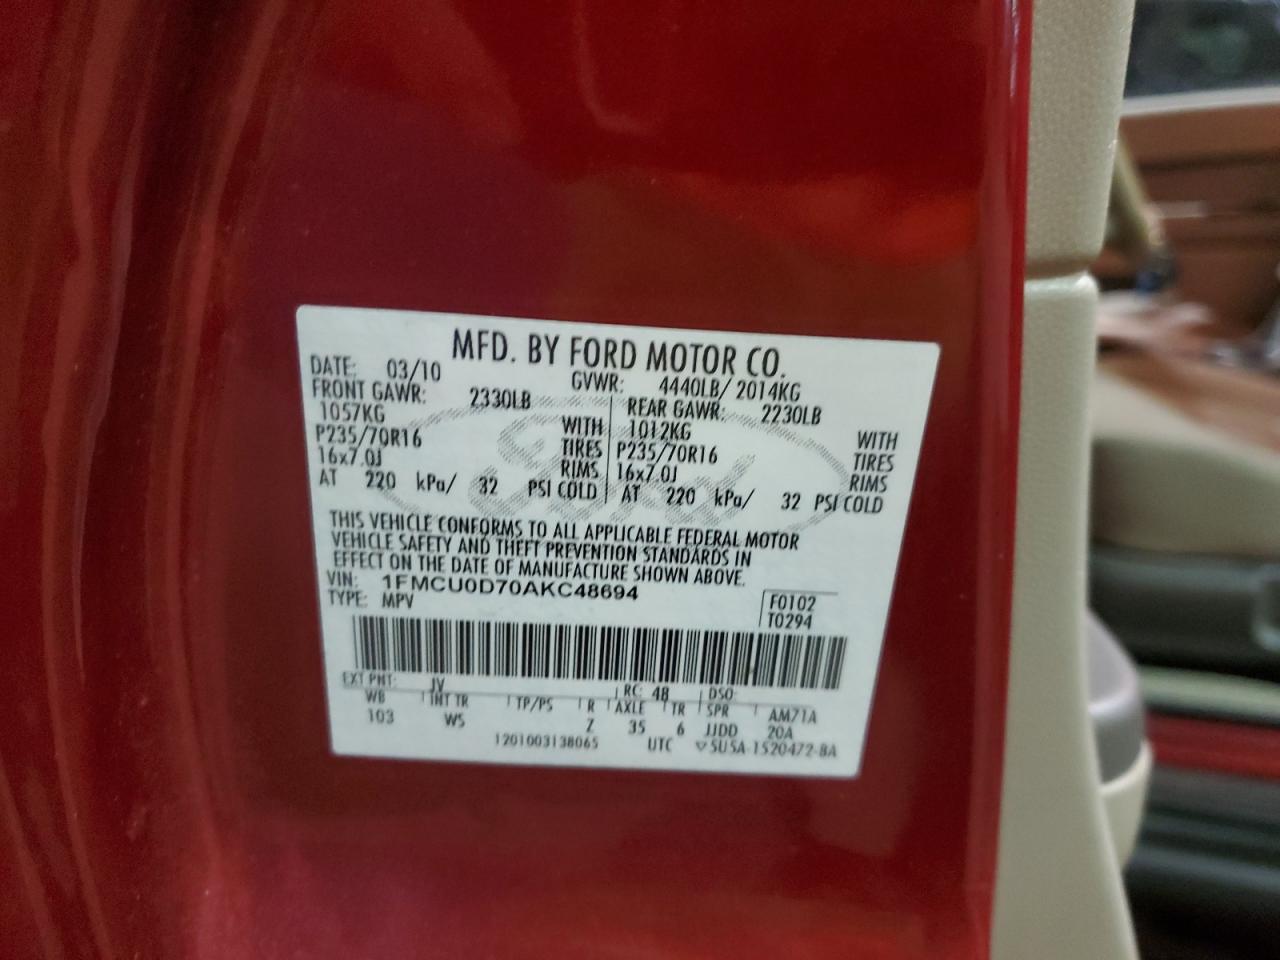 MFD. BY FORD MOTOR CO.
DATE: 03/10 GVWR: 4440LB/ 2014KG
FRONT GAWR: 2330LB REAR GAWR: 2230LB
1057KG WITH 1012KG WITH
P235/70R16 TIRES P235/70R16 TIRES
16x7.0J RIMS 16x7.0J RIMS
AT 220 kPa/ 32 PSI COLD AT 220 kPa/ 32 PSI COLD
Ford
THIS VEHICLE CONFORMS TO ALL APPLICABLE FEDERAL MOTOR
VEHICLE SAFETY AND THEFT PREVENTION STANDARDS IN
EFFECT ON THE DATE OF MANUFACTURE SHOWN ABOVE.
VIN: 1FMCU0D70AKC48694
TYPE: MPV
F0102
T0294
EXT PNT: JV RC: 48 DSO:
WB INT TR TP/PS R AXLE TR SPR AM71A
103 WS Z 35 6 JJDD 20A
1201003138065 UTC ▽5U5A-1520472-BA